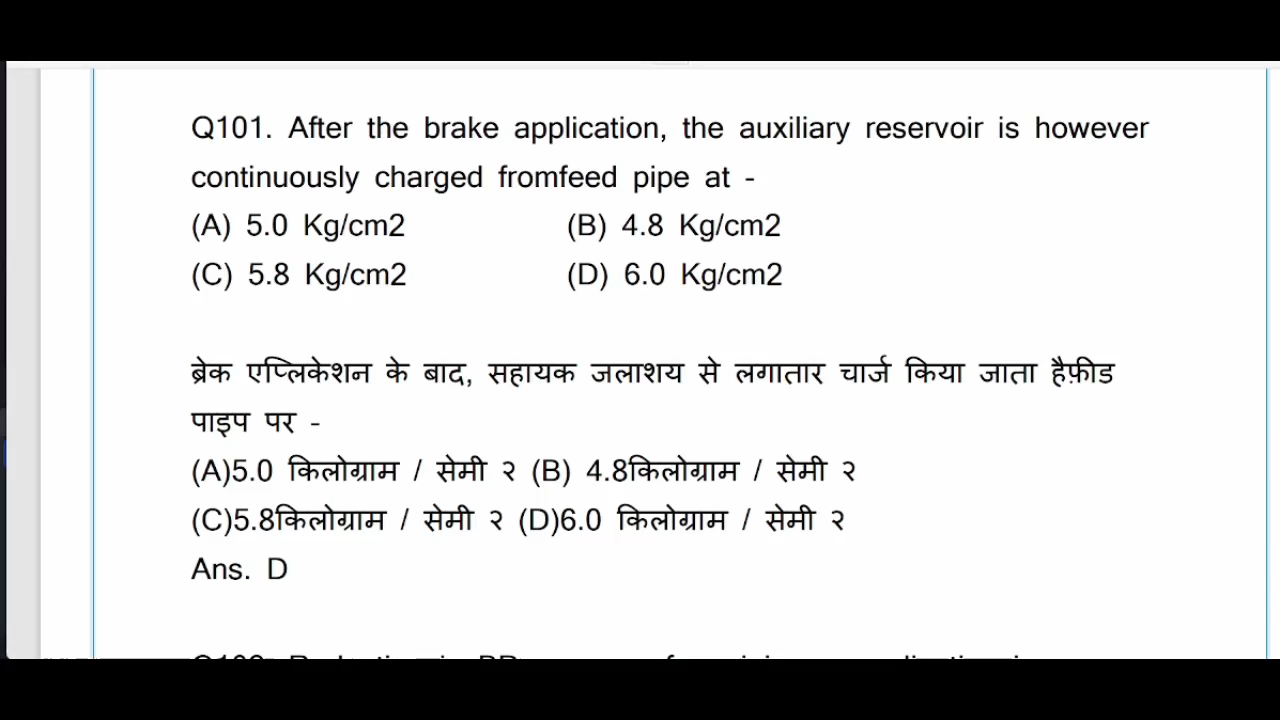 Q101. After the brake application, the auxiliary reservoir is however
continuously charged fromfeed pipe at -
(A) 5.0 Kg/cm2 (B) 4.8 Kg/cm2
(C) 5.8 Kg/cm2 (D) 6.0 Kg/cm2
ब्रेक एप्लिकेशन के बाद, सहायक जलाशय से लगातार चार्ज किया जाता हैफ़ीड
पाइप पर -
(A)5.0 किलोग्राम / सेमी २ (B) 4.8किलोग्राम / सेमी २
(C)5.8किलोग्राम / सेमी २ (D)6.0 किलोग्राम / सेमी २
Ans. D